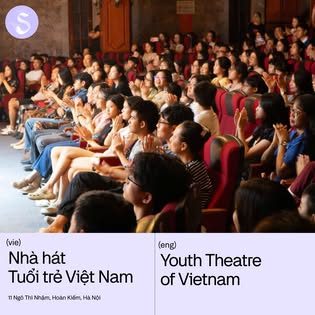 S
(vie)
Nhà hát
Tuổi trẻ Việt Nam
11 Ngô Thì Nhậm, Hoàn Kiếm, Hà Nội
(eng)
Youth Theatre
of Vietnam